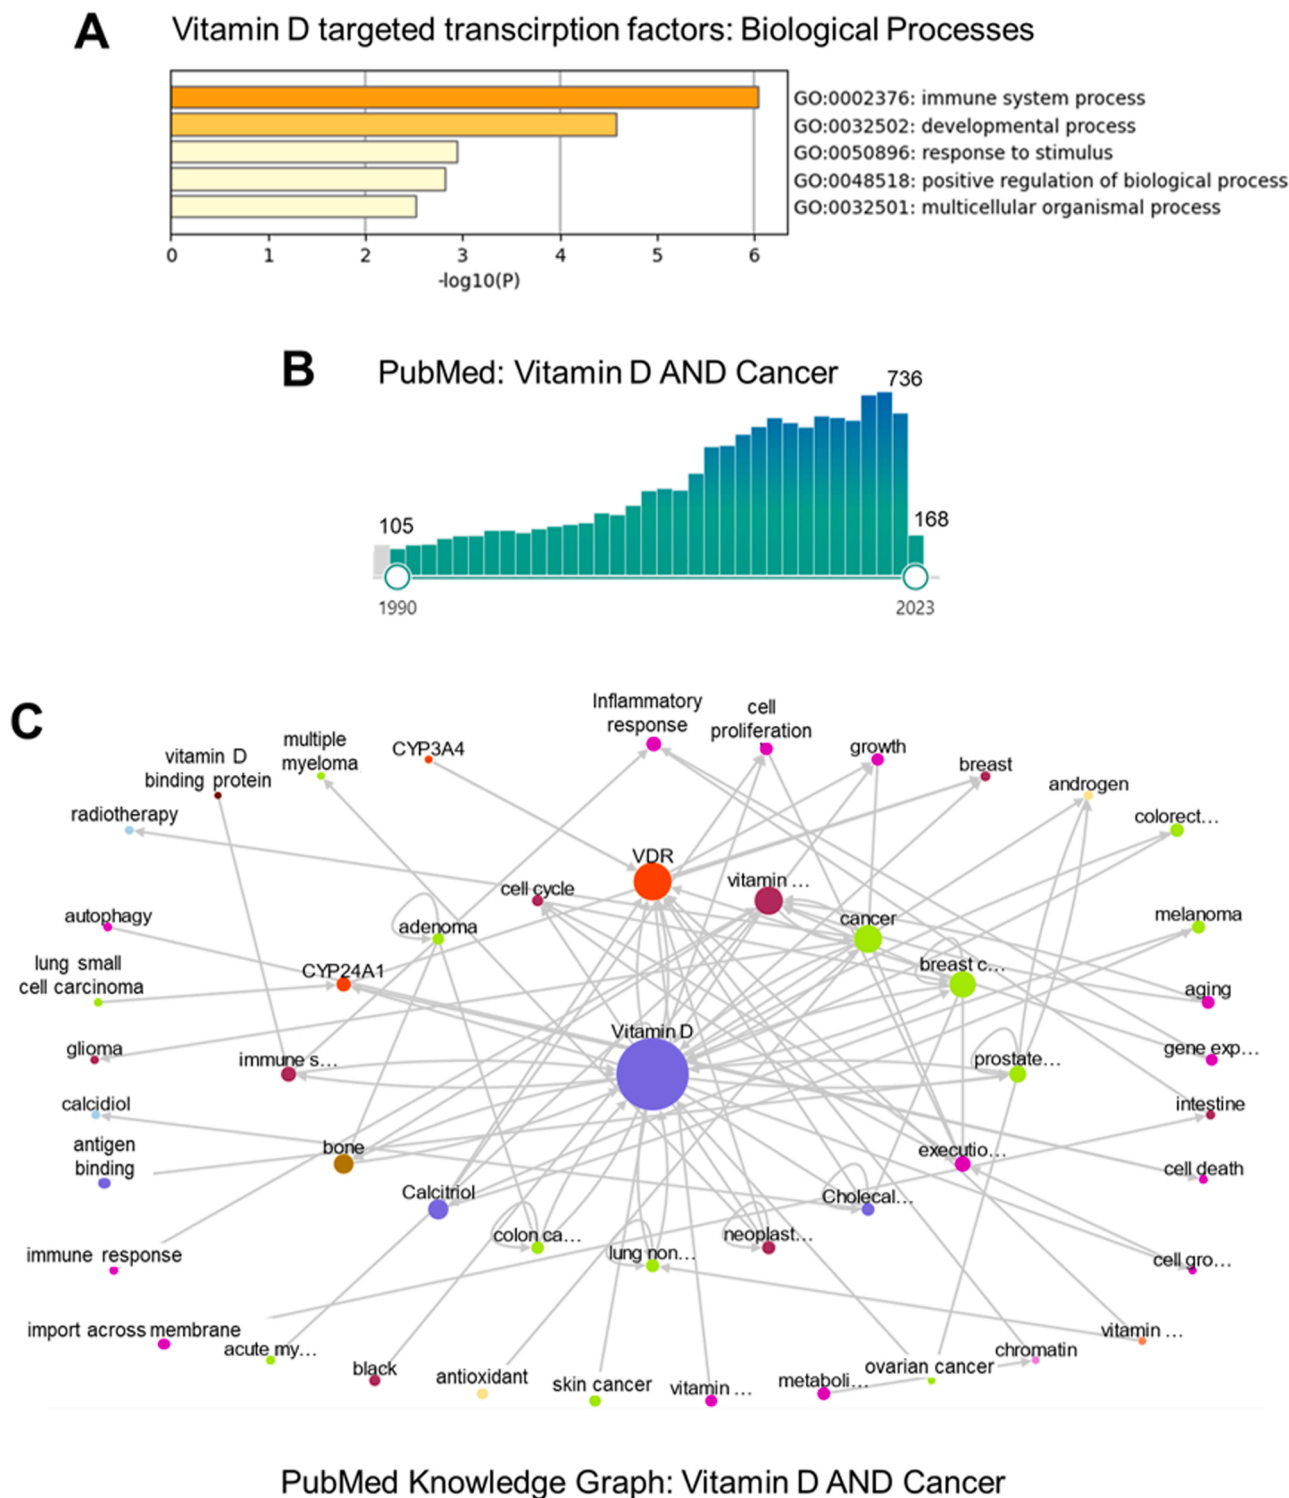 A
Vitamin D targeted transcirption factors: Biological Processes
GO:0002376: immune system process
GO:0032502: developmental process
GO:0050896: response to stimulus
GO:0048518: positive regulation of biological process
GO:0032501: multicellular organismal process
0 1 2 3 4 5 6
-log10(P)
B
PubMed: Vitamin D AND Cancer
736
105
168
1990
2023
C
Inflammatory
response
cell
proliferation
growth
breast
androgen
colorect...
multiple
myeloma
CYP3A4
vitamin D
binding protein
radiotherapy
VDR
vitamin ...
cell cycle
cancer
melanoma
autophagy
adenoma
breast c...
lung small
cell carcinoma
CYP24A1
aging
Vitamin D
glioma
immune s...
prostate...
gene exp...
calcidiol
intestine
antigen
binding
bone
executio...
cell death
Calcitriol
Cholecal...
colon ca...
lung non...
neoplast...
immune response
cell gro...
import across membrane
acute my...
vitamin ...
chromatin
black
antioxidant
skin cancer
vitamin ...
metaboli...
ovarian cancer
PubMed Knowledge Graph: Vitamin D AND Cancer